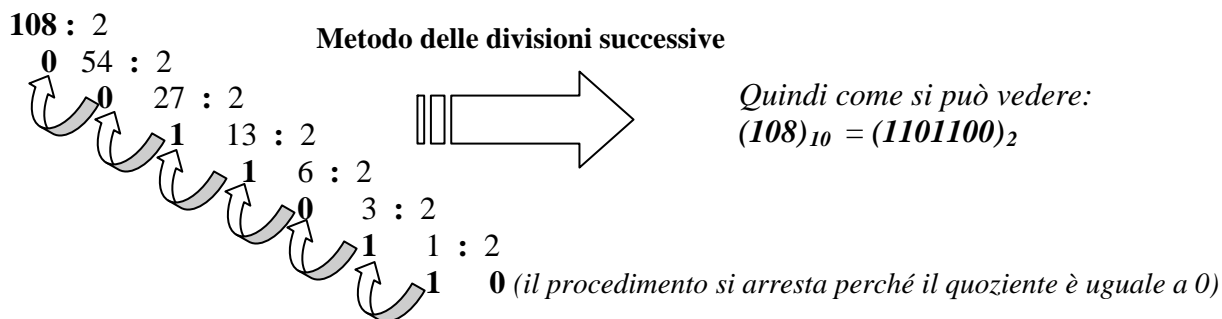 108 : 2
Metodo delle divisioni successive
0 54 : 2
0 27 : 2
1 13 : 2
1 6 : 2
0 3 : 2
1 1 : 2
1 0 (il procedimento si arresta perché il quoziente è uguale a 0)
Quindi come si può vedere:
(108)10 = (1101100)2